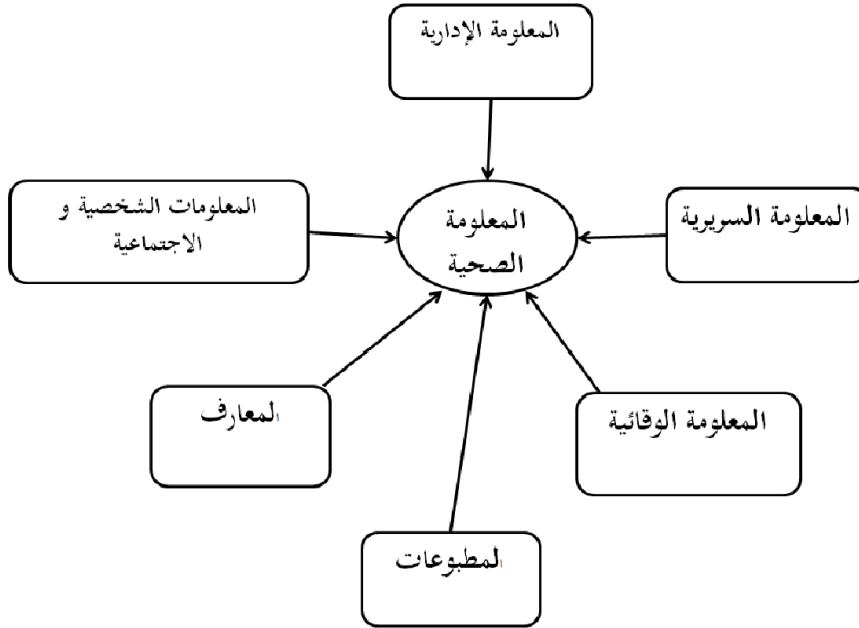 المعلومة الإدارية
المعلومات الشخصية و
الاجتماعية
المعلومة
الصحية
المعلومة السريرية
المعارف
المعلومة الوقائية
المطبوعات